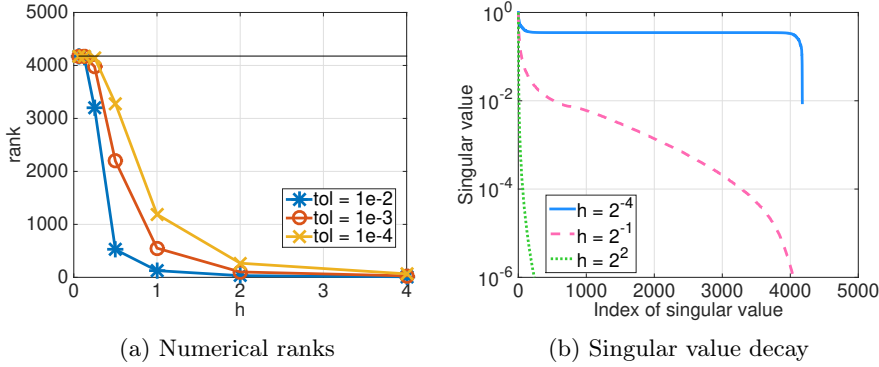 5000
4000
3000
2000
1000
0
rank
0 1 2 3 4
h
tol = 1e-2
tol = 1e-3
tol = 1e-4
(a) Numerical ranks
10^0
10^-2
10^-4
10^-6
Singular value
0 1000 2000 3000 4000 5000
Index of singular value
h = 2^-4
h = 2^-1
h = 2^2
(b) Singular value decay